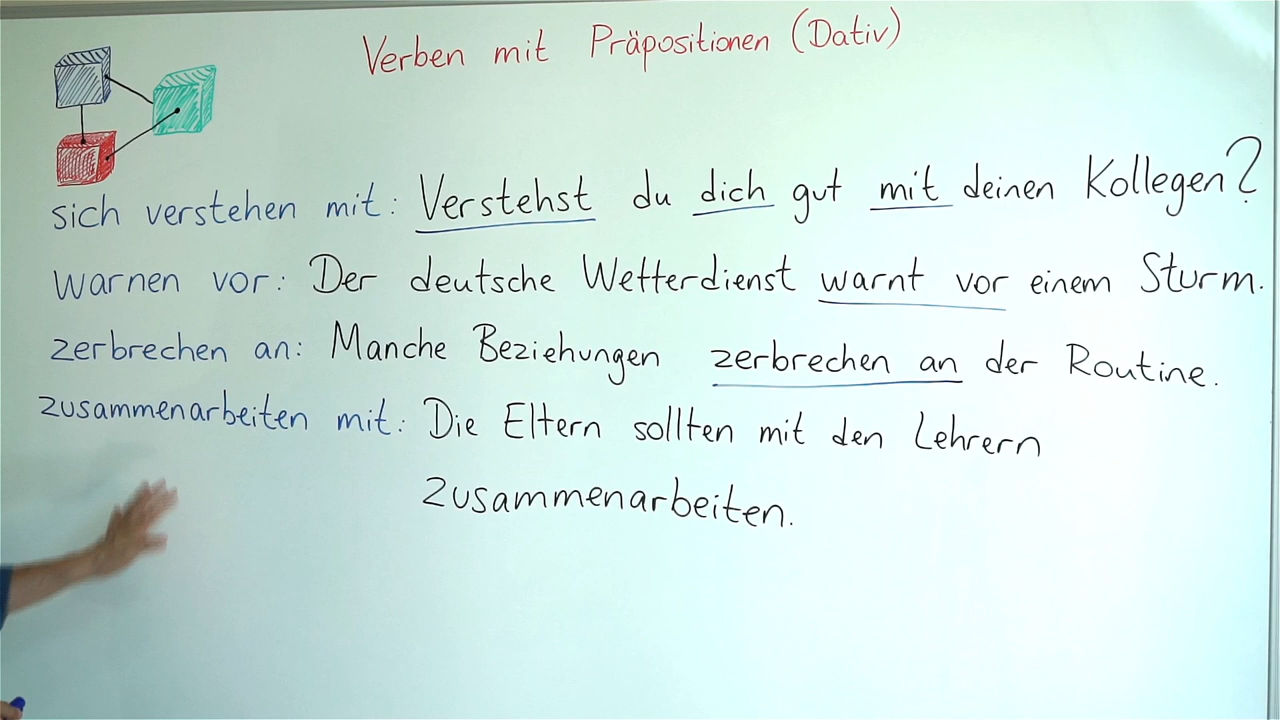 Verben mit Präpositionen (Dativ)
sich verstehen mit: Verstehst du dich gut mit deinen Kollegen?
warnen vor: Der deutsche Wetterdienst warnt vor einem Sturm.
zerbrechen an: Manche Beziehungen zerbrechen an der Routine.
zusammenarbeiten mit: Die Eltern sollten mit den Lehrern
zusammenarbeiten.